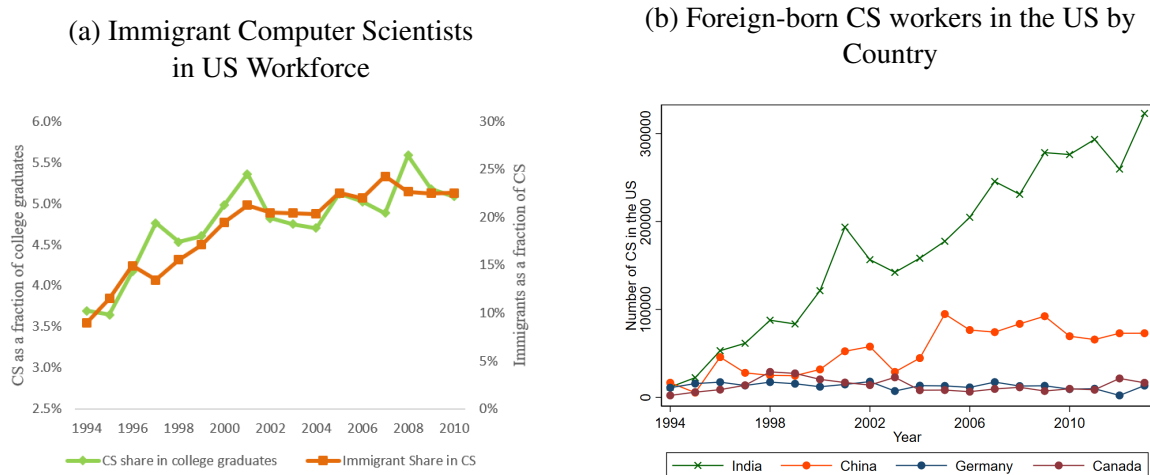 (a) Immigrant Computer Scientists
in US Workforce
CS as a fraction of college graduates
6.0%
5.5%
5.0%
4.5%
4.0%
3.5%
3.0%
2.5%
30%
25%
20%
15%
10%
5%
0%
Immigrants as a fraction of CS
1994 1996 1998 2000 2002 2004 2006 2008 2010
CS share in college graduates Immigrant Share in CS
(b) Foreign-born CS workers in the US by
Country
Number of CS in the US
300000
200000
100000
0
1994 1998 2002 2006 2010
Year
India China Germany Canada